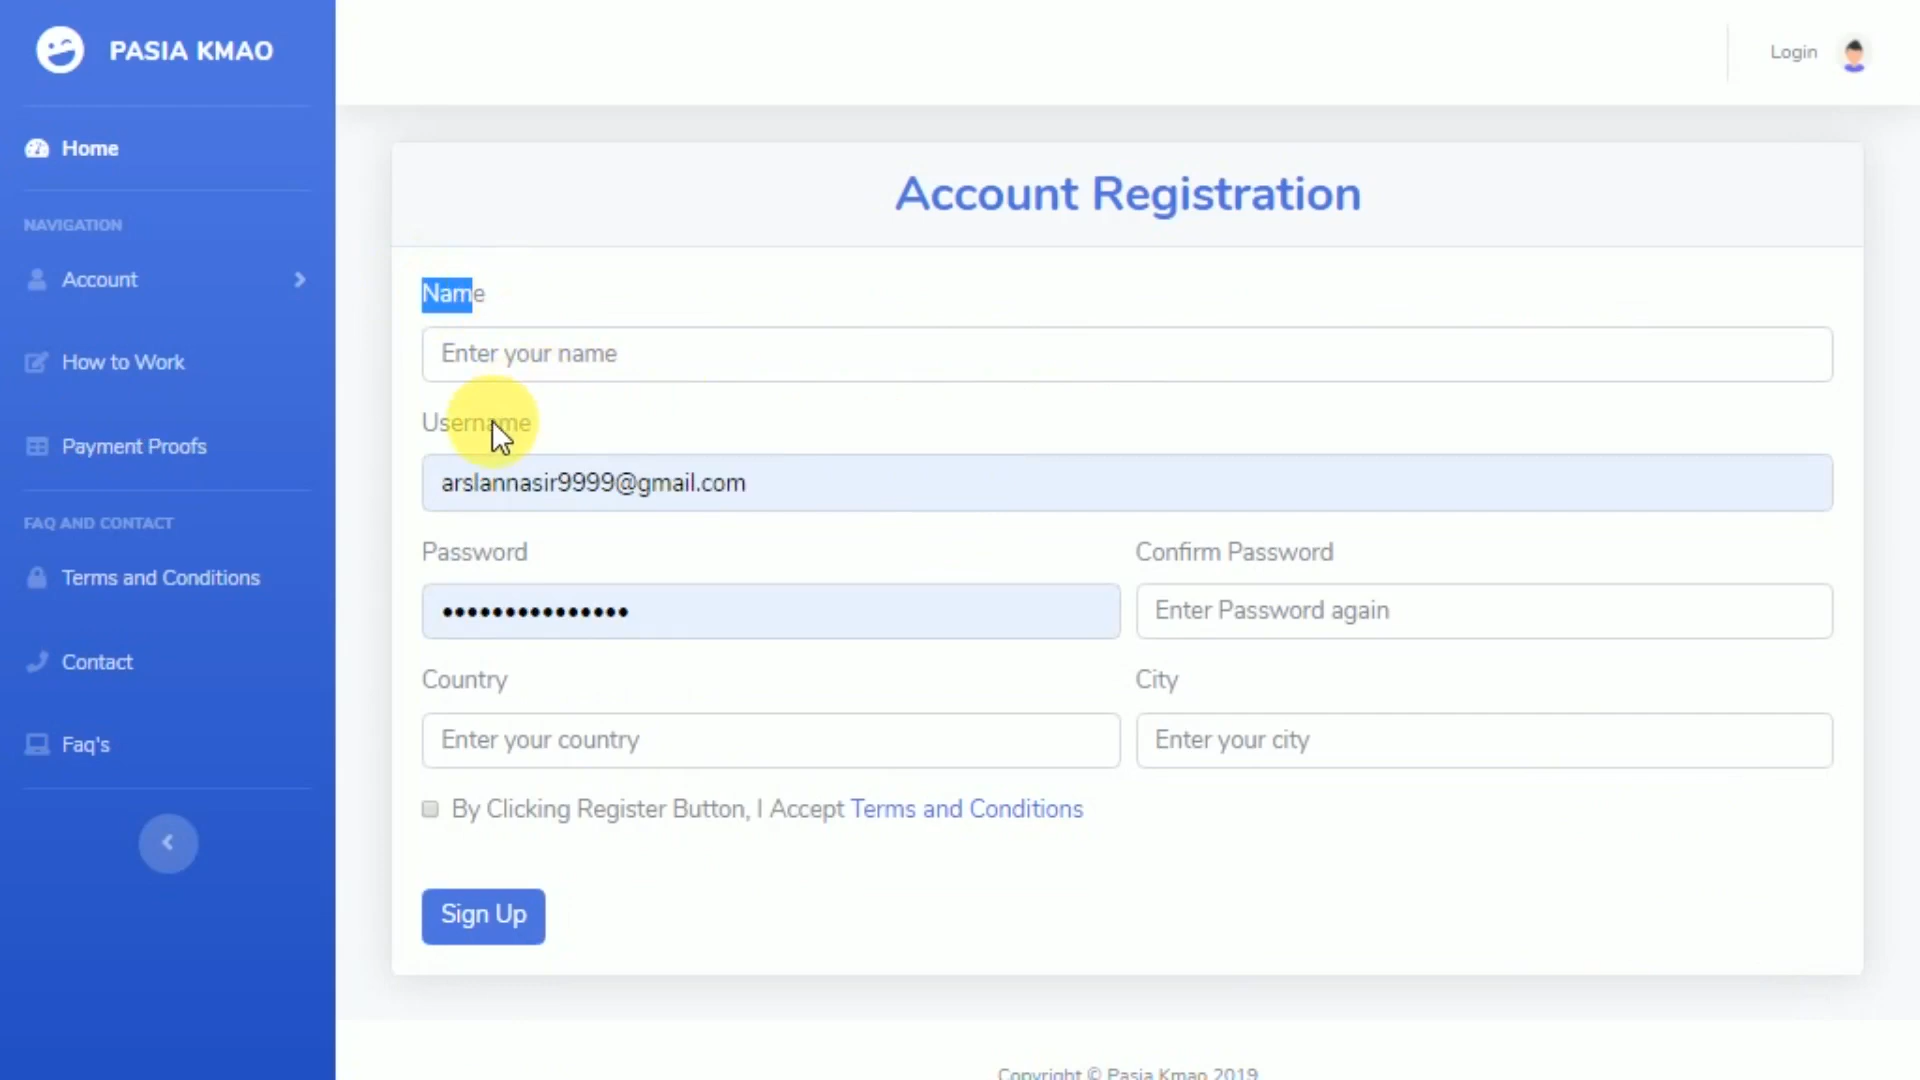 PASIA KMAO
Login
Home
NAVIGATION
Account
How to Work
Payment Proofs
FAQ AND CONTACT
Terms and Conditions
Contact
Faq's
Account Registration
Name
Enter your name
Username
arslannasir9999@gmail.com
Password
Confirm Password
•••••••••••••••
Enter Password again
Country
City
Enter your country
Enter your city
By Clicking Register Button, I Accept Terms and Conditions
Sign Up
Copyright © Pasia Kmao 2019